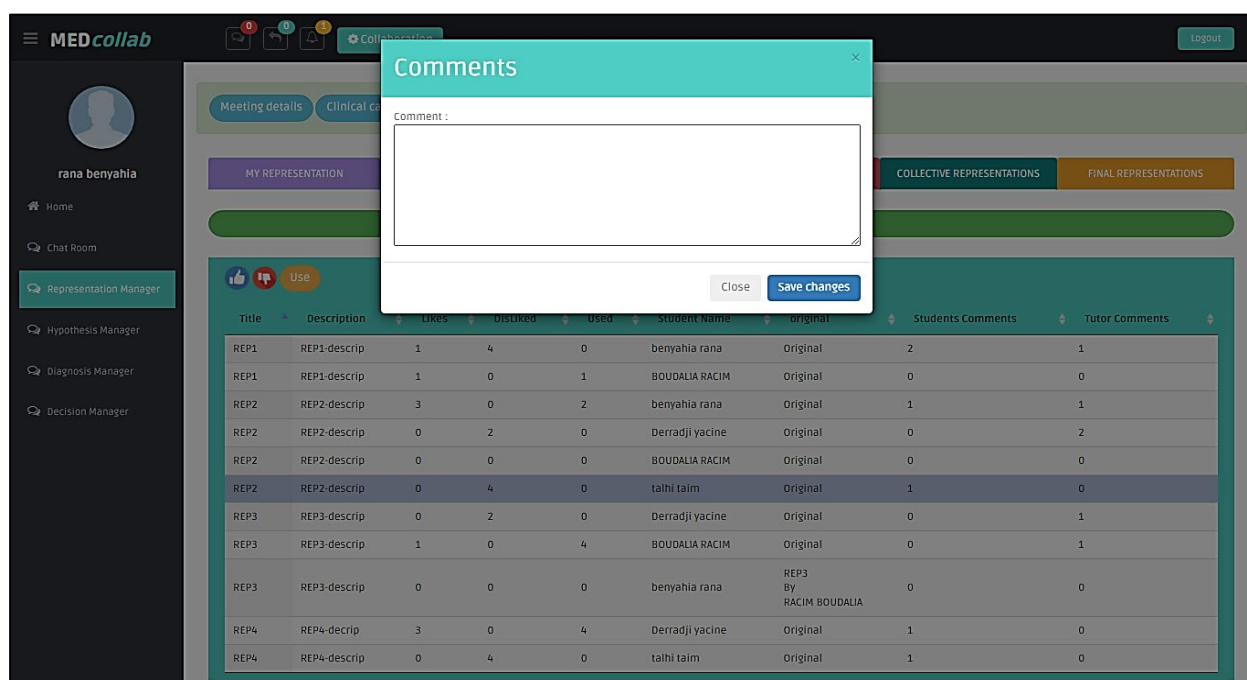 MEDcollab
0
0
1
Collaboration
Logout
Comments
×
Comment :
Close
Save changes
rana benyahia
Home
Chat Room
Representation Manager
Hypothesis Manager
Diagnosis Manager
Decision Manager
Meeting details
Clinical ca
MY REPRESENTATION
COLLECTIVE REPRESENTATIONS
FINAL REPRESENTATIONS
Use
Title Description Likes DisLiked Used Student Name original Students Comments Tutor Comments
REP1 REP1-descrip 1 4 0 benyahia rana Original 2 1
REP1 REP1-descrip 1 0 1 BOUDALIA RACIM Original 0 0
REP2 REP2-descrip 3 0 2 benyahia rana Original 1 1
REP2 REP2-descrip 0 2 0 Derradji yacine Original 0 2
REP2 REP2-descrip 0 0 0 BOUDALIA RACIM Original 0 0
REP2 REP2-descrip 0 4 0 talhi taim Original 1 0
REP3 REP3-descrip 0 2 0 Derradji yacine Original 0 1
REP3 REP3-descrip 1 0 4 BOUDALIA RACIM Original 0 1
REP3 REP3-descrip 0 0 0 benyahia rana REP3 By RACIM BOUDALIA 0 0
REP4 REP4-decrip 3 0 4 Derradji yacine Original 1 0
REP4 REP4-descrip 0 4 0 talhi taim Original 1 0